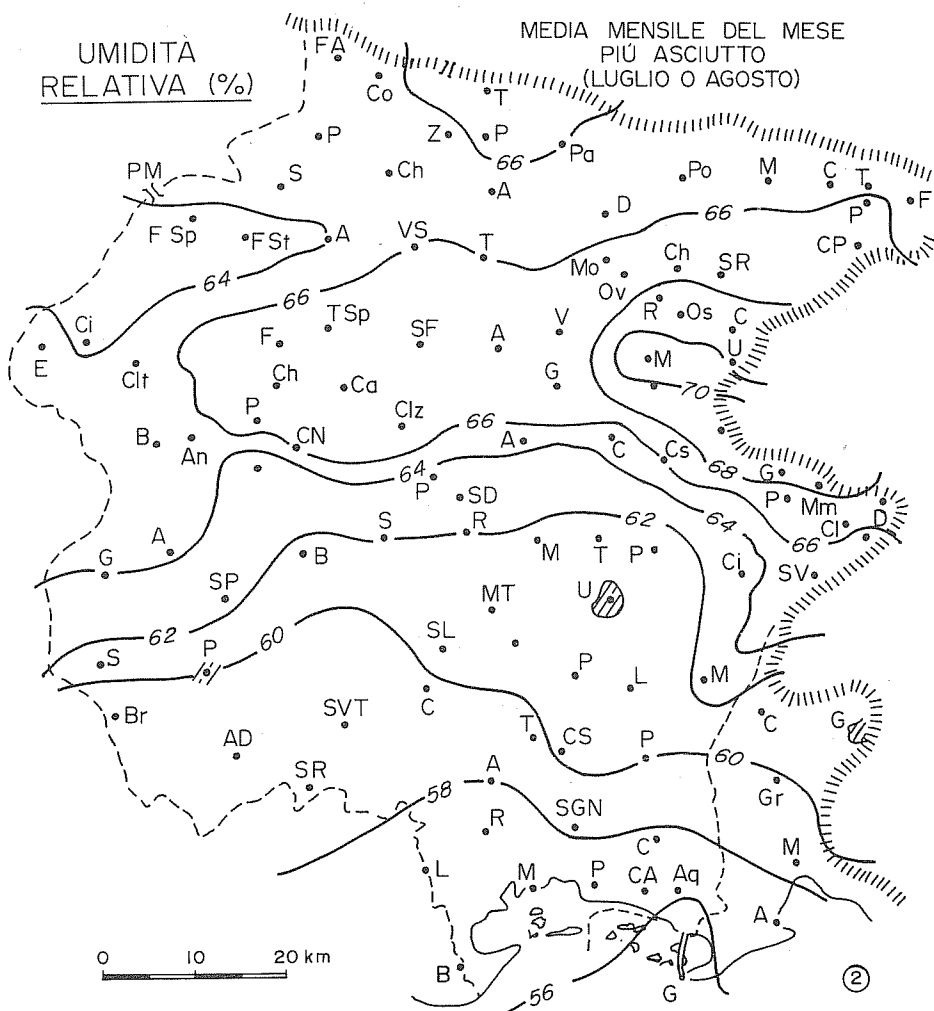 UMIDITÀ
RELATIVA (%)
MEDIA MENSILE DEL MESE
PIÚ ASCIUTTO
(LUGLIO O AGOSTO)
FA
Co
T
P
Z
P
66
Pa
PM
S
Ch
A
Po
M
C
T
F
F Sp
F St
A
VS
T
D
66
P
CP
64
66
Mo
Ov
Ch
SR
Ci
E
Clt
F
T Sp
SF
A
V
R
Os
C
U
M
Ch
Ca
G
70
P
Clz
B
An
CN
66
A
C
Cs
68
G
64
P
SD
P
Mm
Cl
D
G
A
S
R
62
64
66
B
M
T
P
Ci
SV
SP
MT
U
62
P
60
SL
S
P
L
M
Br
SVT
C
C
G
AD
T
CS
P
60
SR
58
A
Gr
R
SGN
C
M
L
M
P
CA
Aq
A
B
56
G
0 10 20 km
2